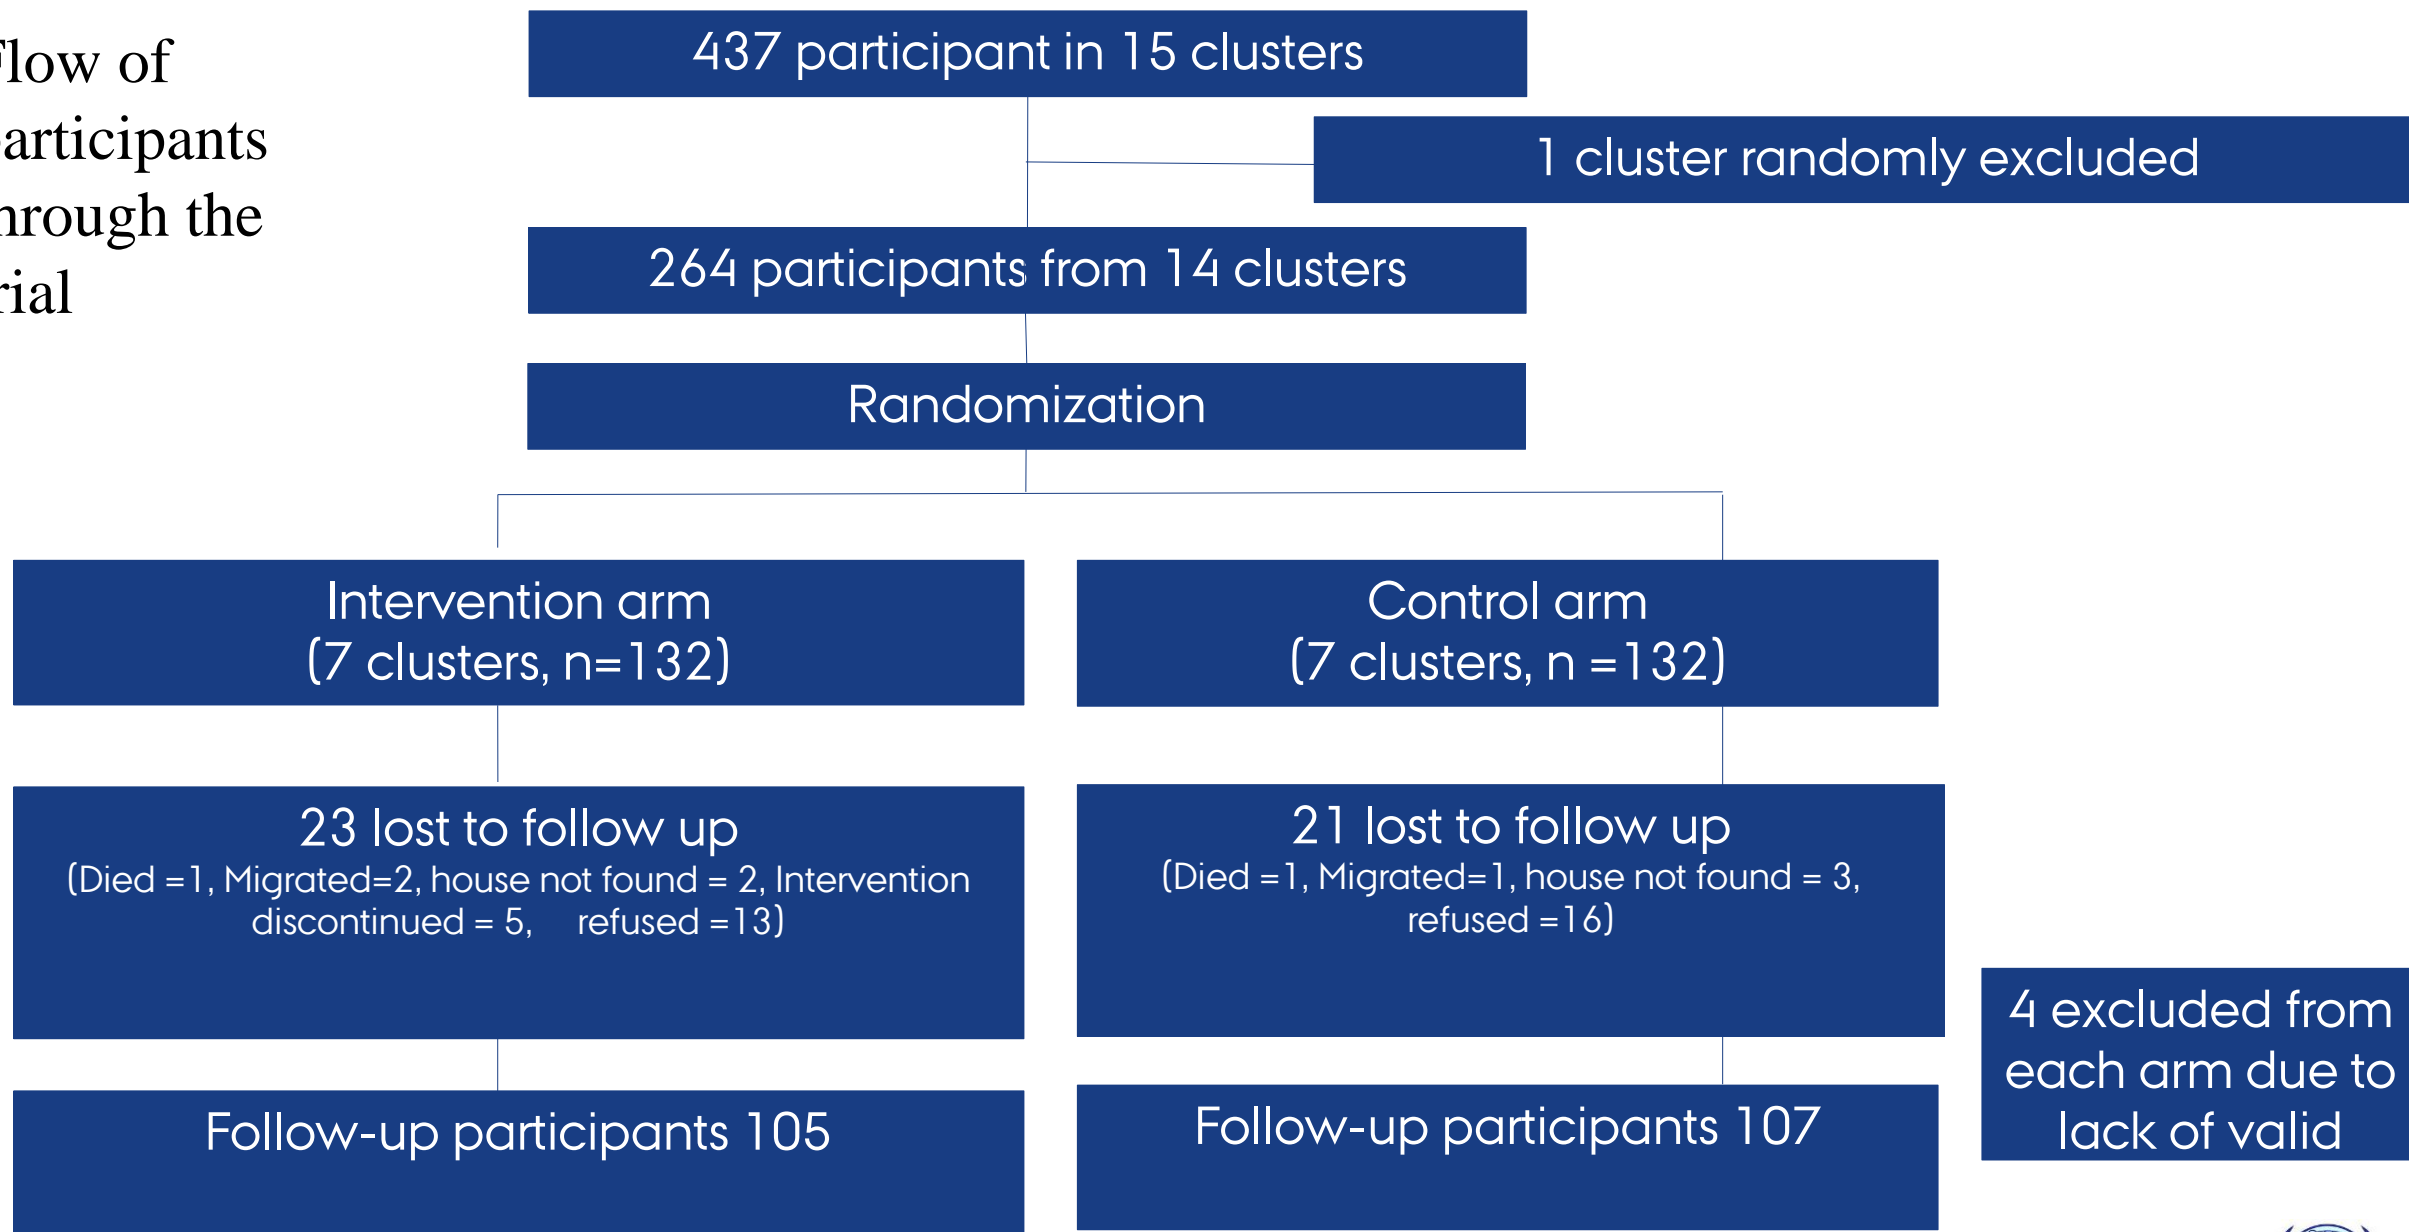 Flow of
articipants
hrough the
rial
437 participant in 15 clusters
1 cluster randomly excluded
264 participants from 14 clusters
Randomization
Intervention arm
(7 clusters, n=132)
Control arm
(7 clusters, n =132)
23 lost to follow up
(Died =1, Migrated=2, house not found = 2, Intervention
discontinued = 5, refused =13)
21 lost to follow up
(Died =1, Migrated=1, house not found = 3,
refused =16)
4 excluded from
each arm due to
lack of valid
Follow-up participants 105
Follow-up participants 107